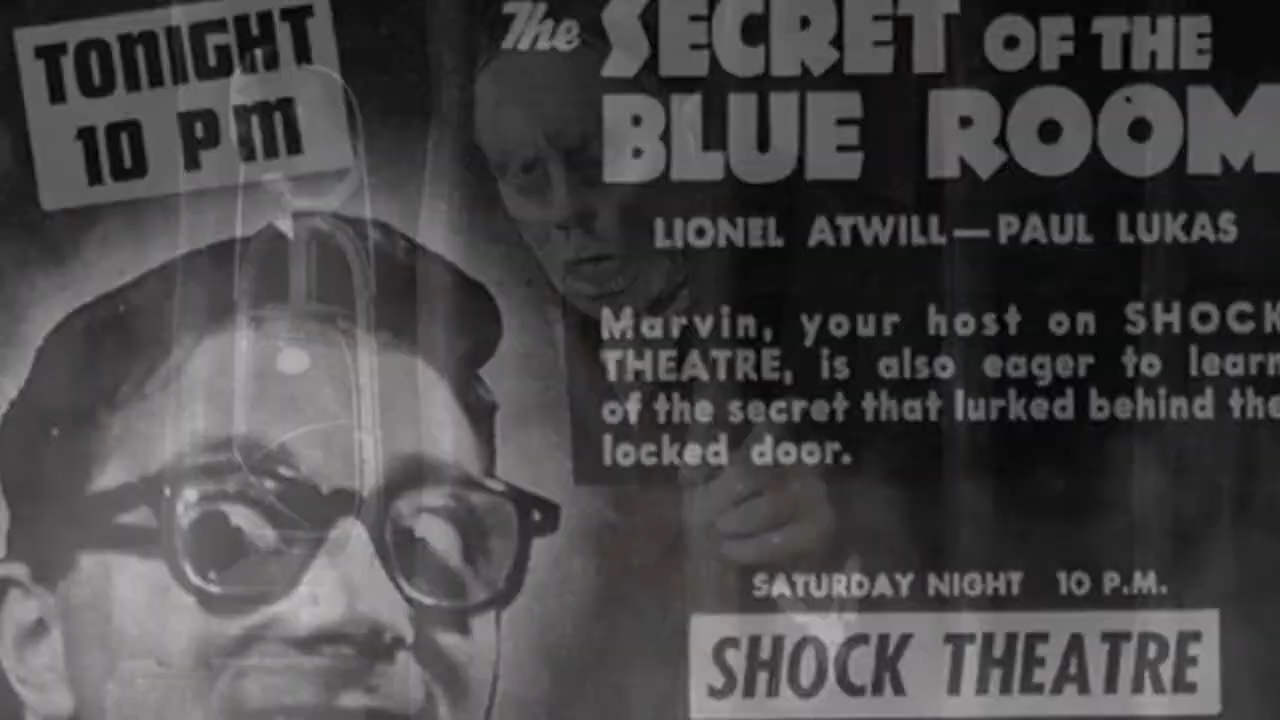 TONIGHT
10 PM
The SECRET OF THE
BLUE ROOM
LIONEL ATWILL—PAUL LUKAS
Marvin, your host on SHOCK
THEATRE, is also eager to learn
of the secret that lurked behind the
locked door.
SATURDAY NIGHT 10 P.M.
SHOCK THEATRE